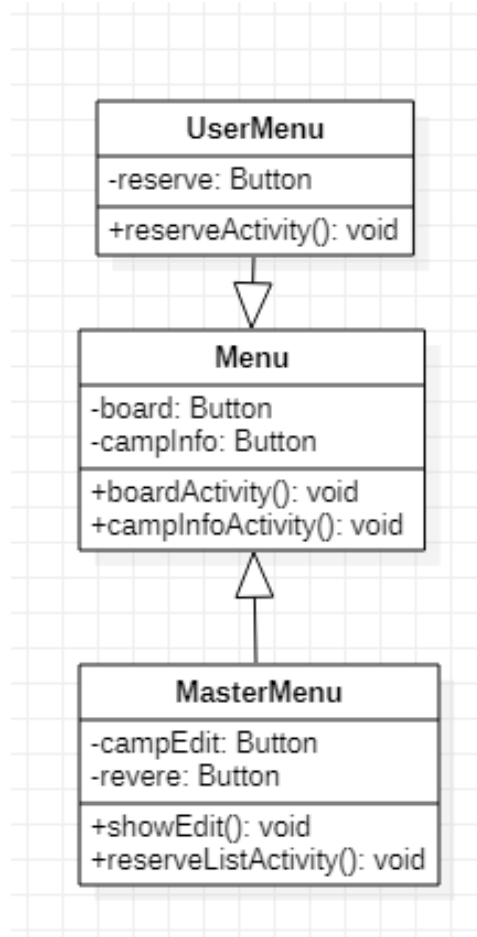 UserMenu
-reserve: Button
+reserveActivity(): void
Menu
-board: Button
-campInfo: Button
+boardActivity(): void
+campInfoActivity(): void
MasterMenu
-campEdit: Button
-revere: Button
+showEdit(): void
+reserveListActivity(): void